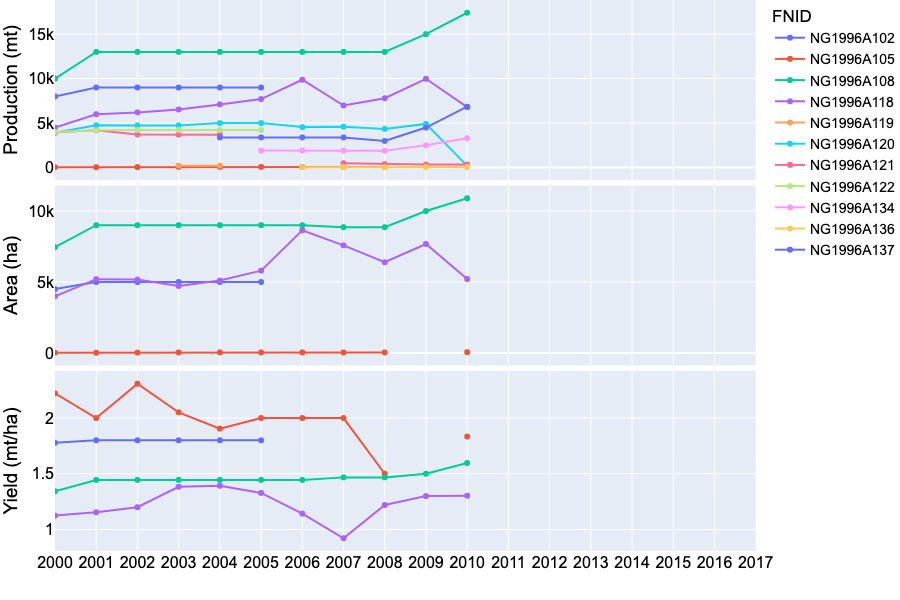 Production (mt)
15k
10k
5k
0
Area (ha)
10k
5k
0
Yield (mt/ha)
2
1.5
1
2000 2001 2002 2003 2004 2005 2006 2007 2008 2009 2010 2011 2012 2013 2014 2015 2016 2017
FNID
NG1996A102
NG1996A105
NG1996A108
NG1996A118
NG1996A119
NG1996A120
NG1996A121
NG1996A122
NG1996A134
NG1996A136
NG1996A137